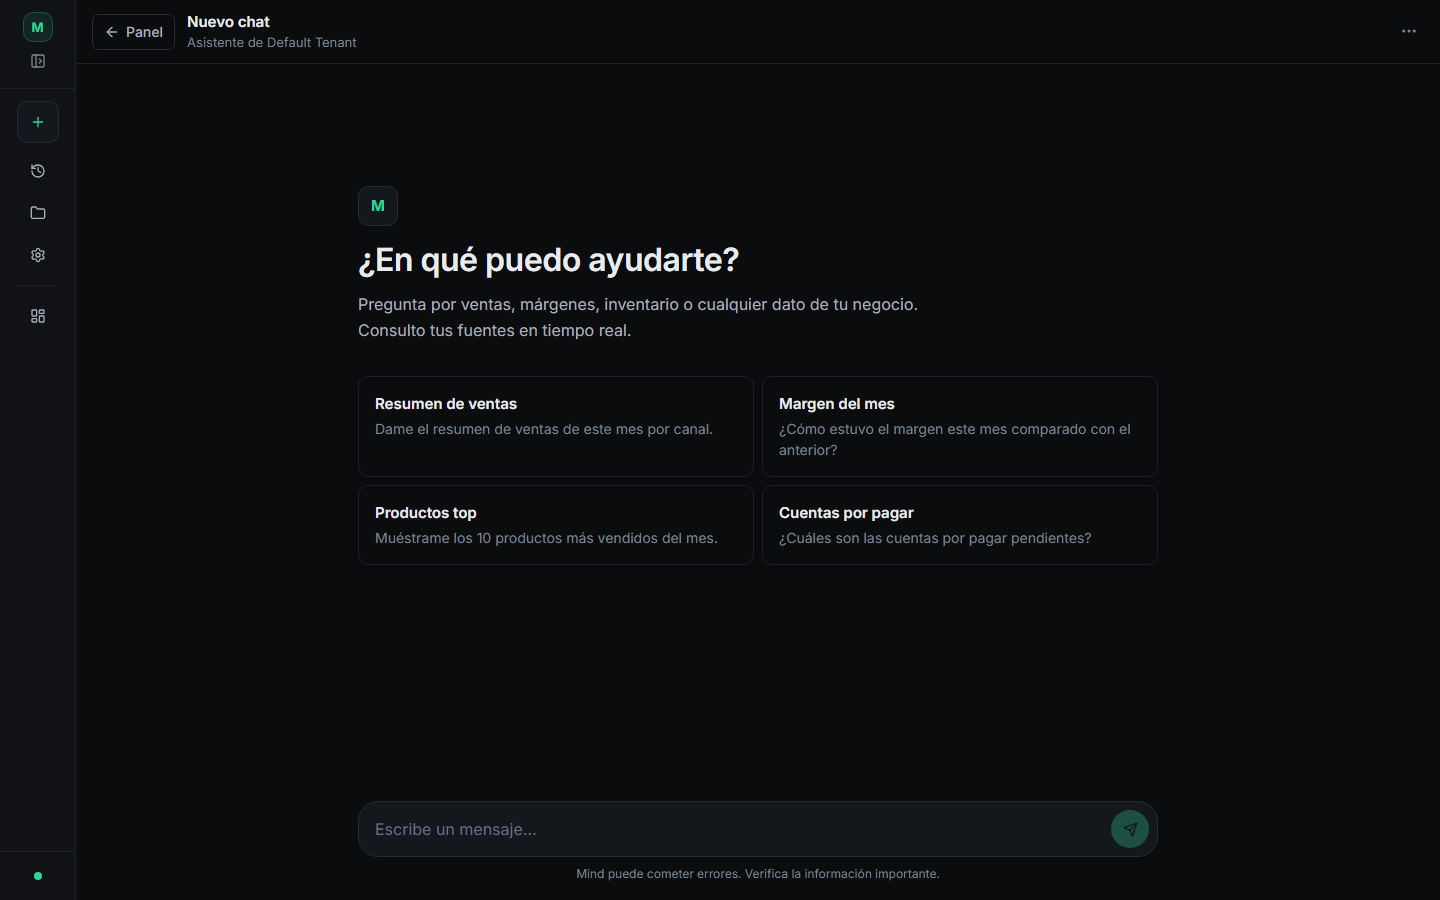 M
← Panel
Nuevo chat
Asistente de Default Tenant
M
¿En qué puedo ayudarte?
Pregunta por ventas, márgenes, inventario o cualquier dato de tu negocio.
Consulto tus fuentes en tiempo real.
Resumen de ventas
Dame el resumen de ventas de este mes por canal.
Margen del mes
¿Cómo estuvo el margen este mes comparado con el
anterior?
Productos top
Muéstrame los 10 productos más vendidos del mes.
Cuentas por pagar
¿Cuáles son las cuentas por pagar pendientes?
Escribe un mensaje...
Mind puede cometer errores. Verifica la información importante.